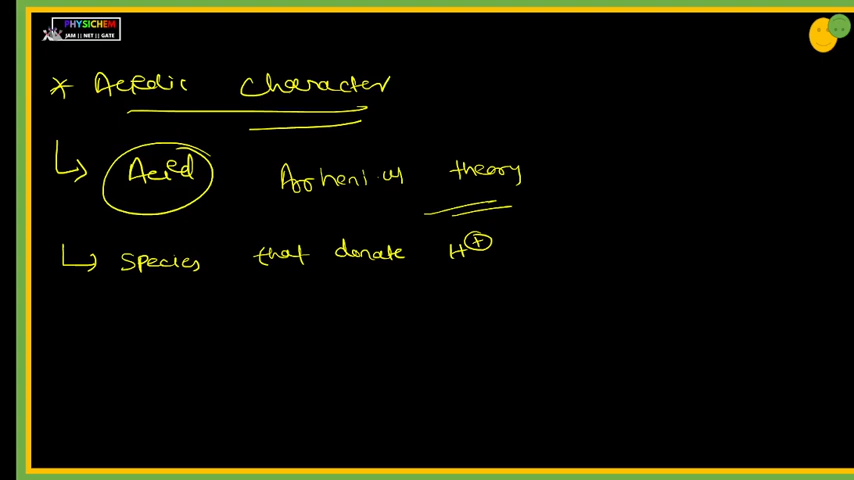 PHYSICHEM
JAM || NET || GATE
* Acidic Character
Acid Arrhenius theory
species that donate H⊕